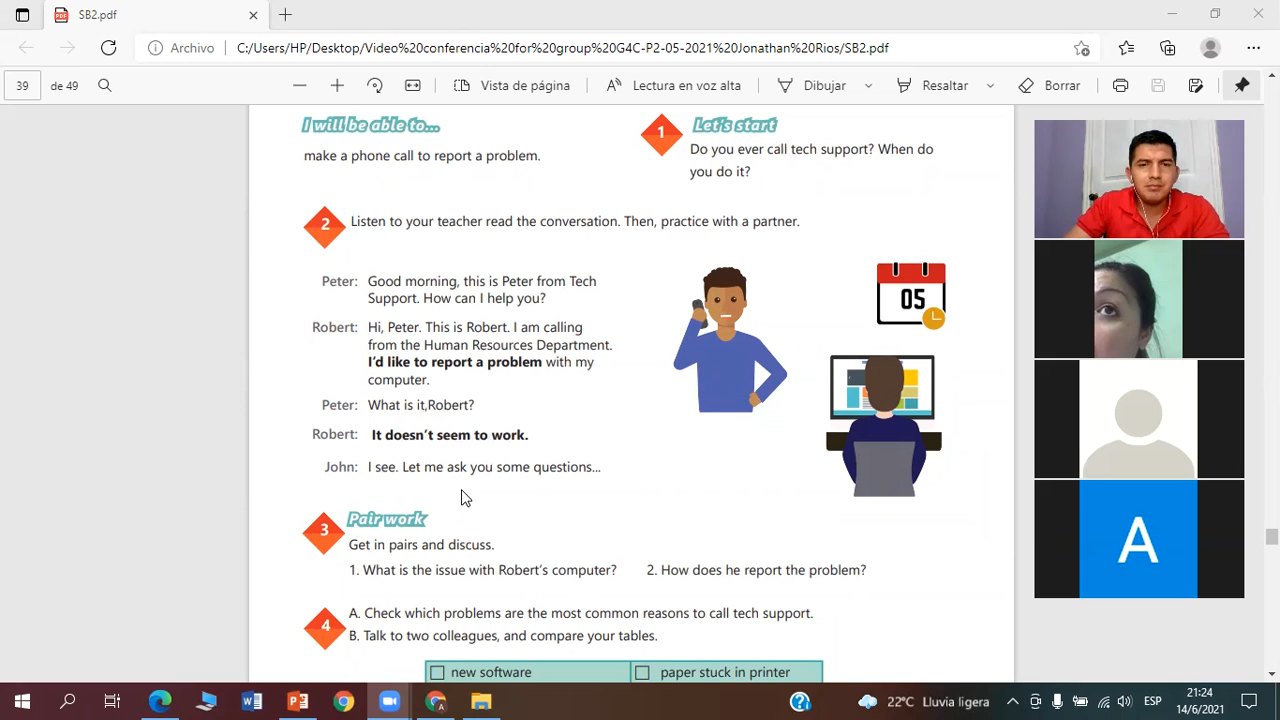 SB2.pdf
Archivo
C:/Users/HP/Desktop/Video%20conferencia%20for%20group%20G4C-P2-05-2021%20Jonathan%20Rios/SB2.pdf
39 de 49
Vista de página
Lectura en voz alta
Dibujar
Resaltar
Borrar
I will be able to...
make a phone call to report a problem.
1 Let's start
Do you ever call tech support? When do
you do it?
2 Listen to your teacher read the conversation. Then, practice with a partner.
Peter: Good morning, this is Peter from Tech
Support. How can I help you?
Robert: Hi, Peter. This is Robert. I am calling
from the Human Resources Department.
I'd like to report a problem with my
computer.
Peter: What is it,Robert?
Robert: It doesn't seem to work.
John: I see. Let me ask you some questions...
05
3 Pair work
Get in pairs and discuss.
1. What is the issue with Robert's computer? 2. How does he report the problem?
4 A. Check which problems are the most common reasons to call tech support.
B. Talk to two colleagues, and compare your tables.
new software
paper stuck in printer
A
22°C Lluvia ligera
ESP
21:24
14/6/2021